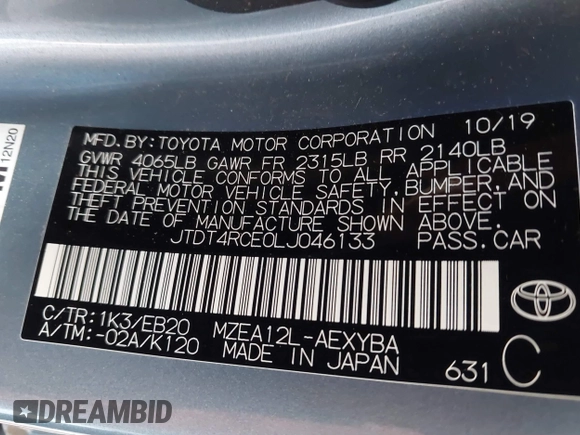 12N20
MFD.BY:TOYOTA MOTOR CORPORATION 10/19
GVWR 4065LB GAWR FR 2315LB RR 2140LB
THIS VEHICLE CONFORMS TO ALL APPLICABLE
FEDERAL MOTOR VEHICLE SAFETY, BUMPER, AND
THEFT PREVENTION STANDARDS IN EFFECT ON
THE DATE OF MANUFACTURE SHOWN ABOVE.
JTDT4RCE0LJ046133 PASS.CAR
C/TR:1K3/EB20 MZEA12L-AEXYBA
A/TM:-02A/K120 MADE IN JAPAN
631 C
DREAMBID